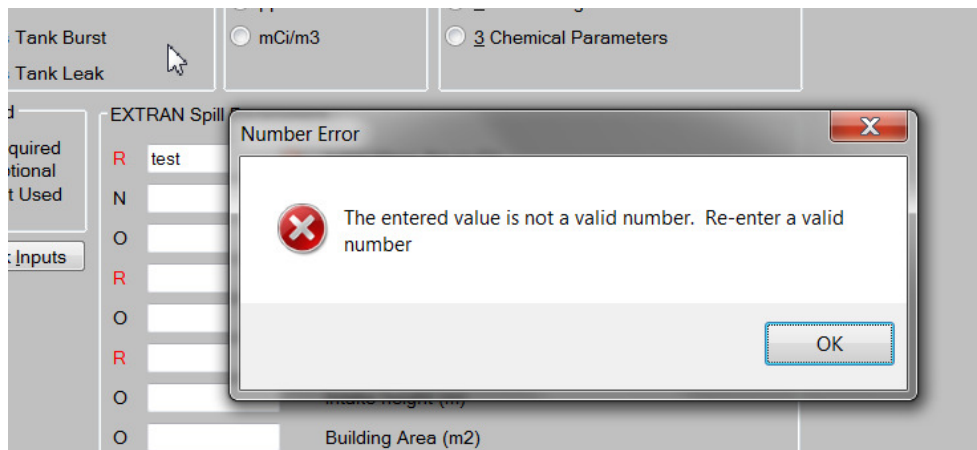 Tank Burst
mCi/m3
3 Chemical Parameters
Tank Leak
EXTRAN Spill
Number Error
quired
R test
tional
t Used
N
The entered value is not a valid number. Re-enter a valid
number
O
Inputs
R
O
OK
R
O
O Building Area (m2)